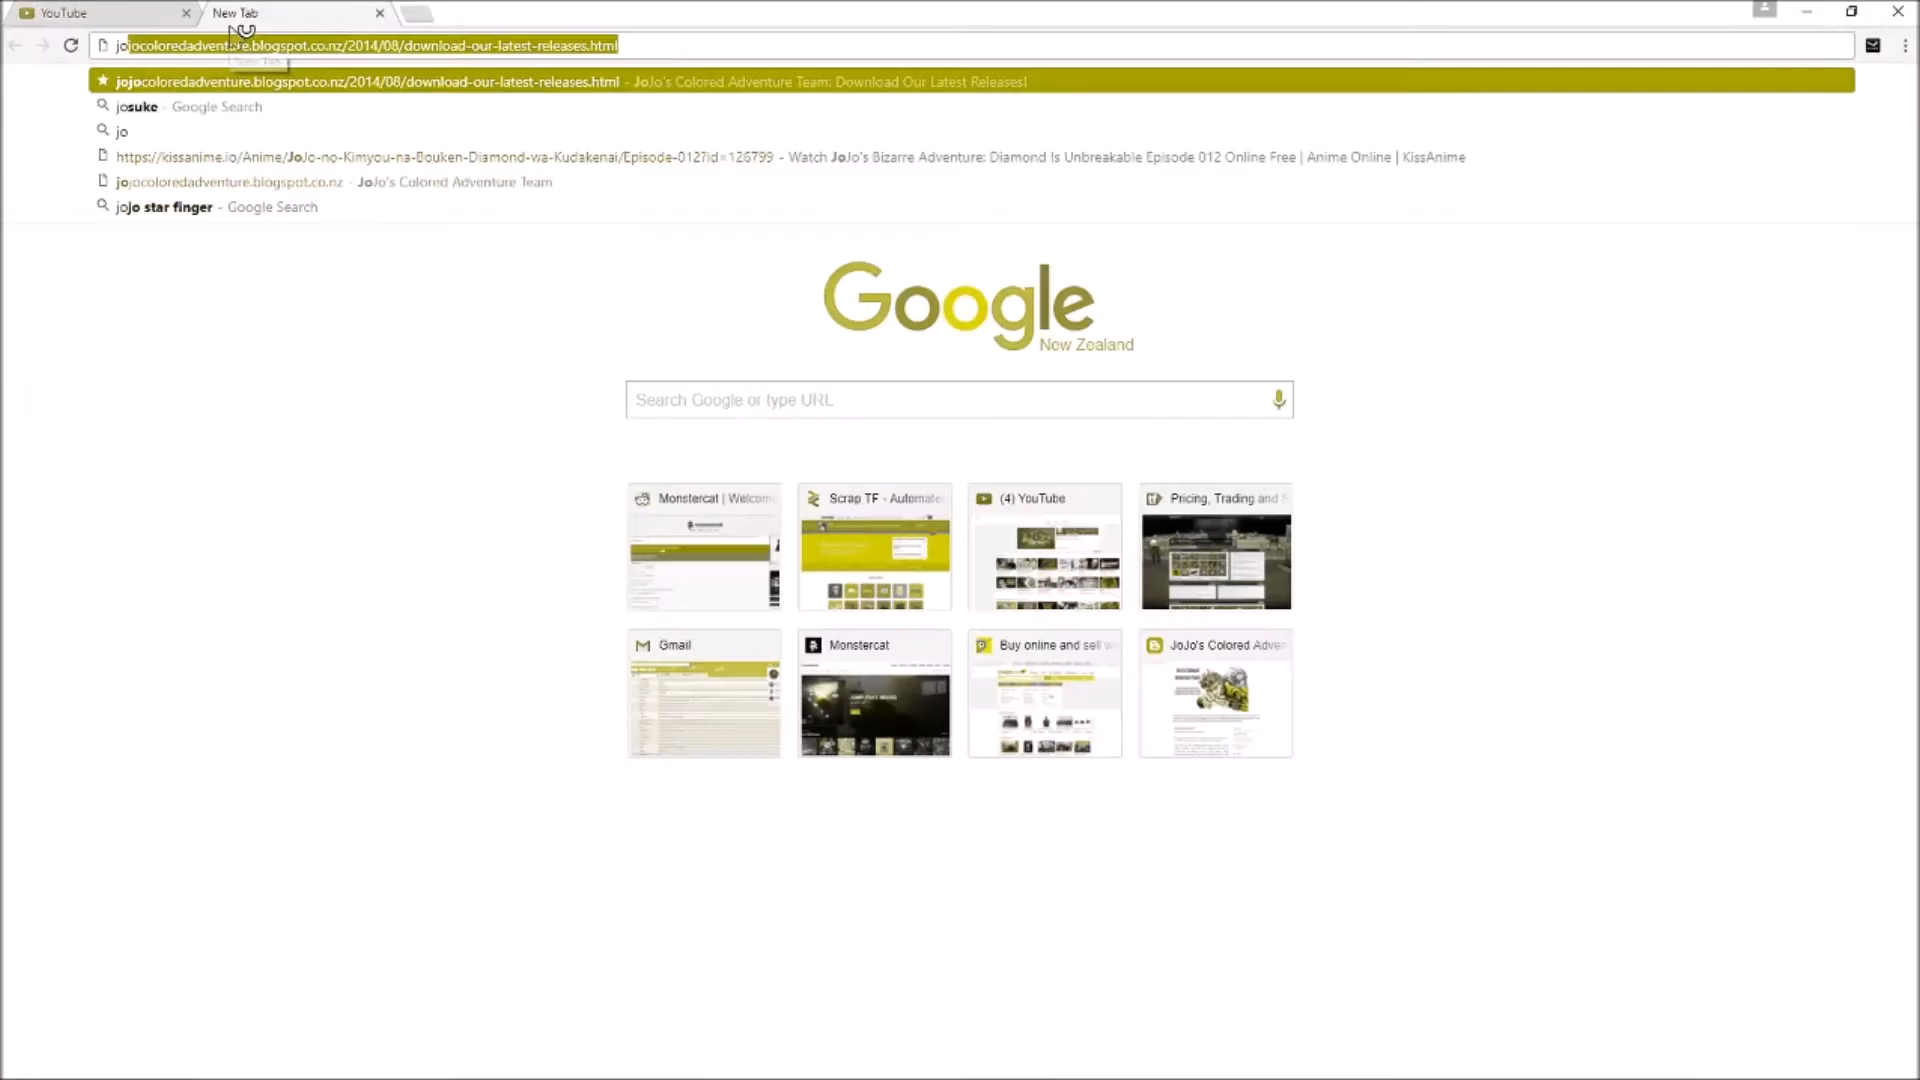 YouTube
New Tab
jojocoloredadventure.blogspot.co.nz/2014/08/download-our-latest-releases.html
New Tab
jojocoloredadventure.blogspot.co.nz/2014/08/download-our-latest-releases.html - JoJo's Colored Adventure Team: Download Our Latest Releases!
josuke - Google Search
jo
https://kissanime.io/Anime/JoJo-no-Kimyou-na-Bouken-Diamond-wa-Kudakenai/Episode-012?id=126799 - Watch JoJo's Bizarre Adventure: Diamond Is Unbreakable Episode 012 Online Free | Anime Online | KissAnime
jojocoloredadventure.blogspot.co.nz - JoJo's Colored Adventure Team
jojo star finger - Google Search
Google
New Zealand
Search Google or type URL
Monstercat | Welcom
Scrap TF - Automate
(4) YouTube
Pricing, Trading and S
Gmail
Monstercat
Buy online and sell w
JoJo's Colored Adven